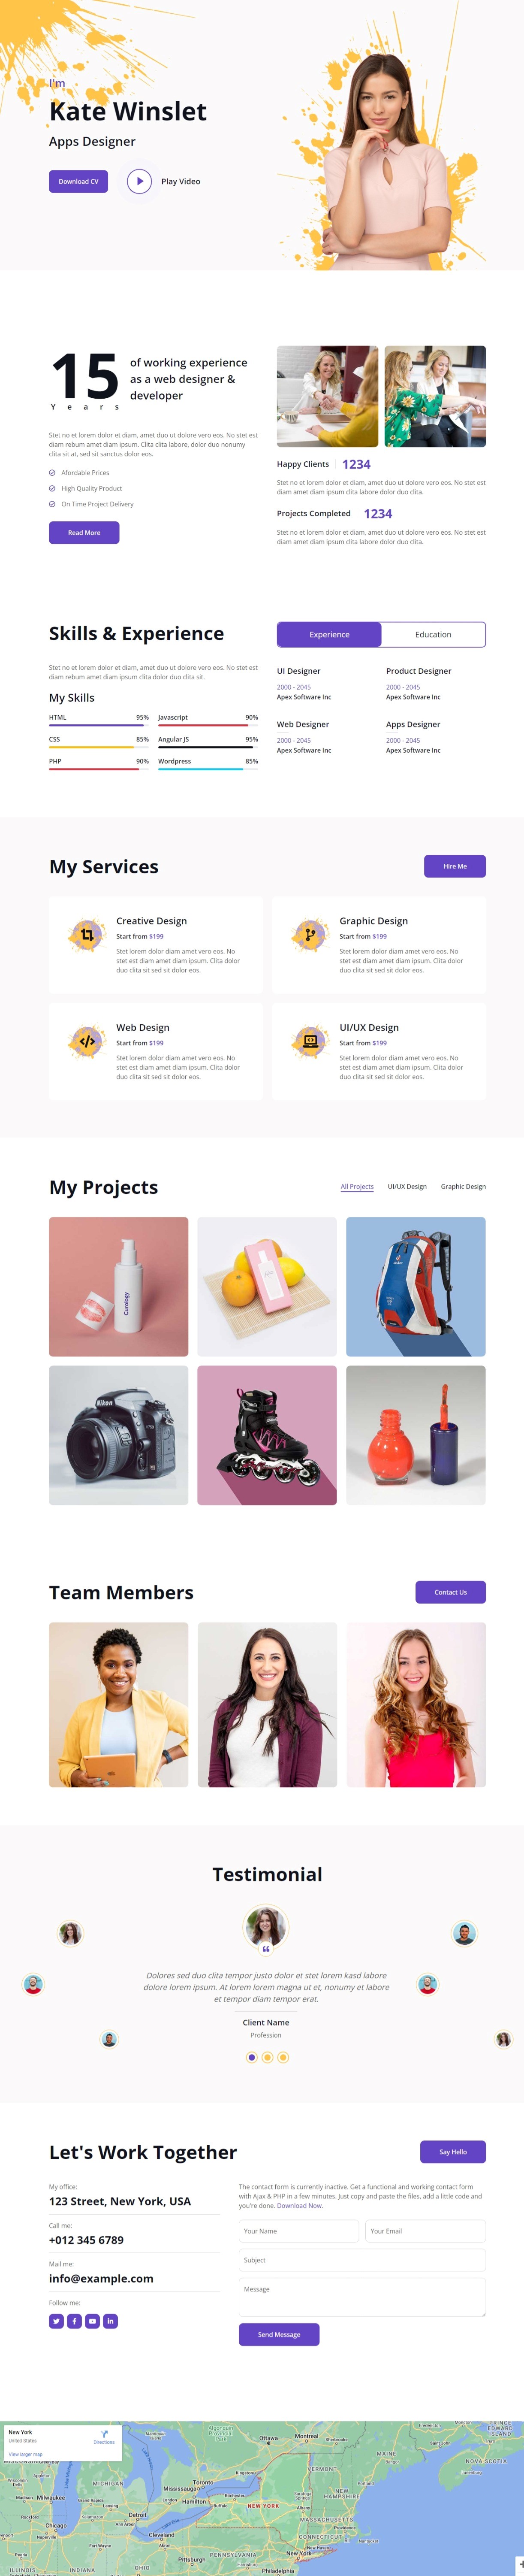 I'm
Kate Winslet
Apps Designer
Download CV
Play Video
15
Years
of working experience
as a web designer &
developer
Stet no et lorem dolor et diam, amet duo ut dolore vero eos. No stet est
diam rebum amet diam ipsum. Clita clita labore, dolor duo nonumy
clita sit at, sed sit sanctus dolor eos.
Afordable Prices
High Quality Product
On Time Project Delivery
Read More
Happy Clients 1234
Stet no et lorem dolor et diam, amet duo ut dolore vero eos. No stet est
diam amet diam ipsum clita labore dolor duo clita.
Projects Completed 1234
Stet no et lorem dolor et diam, amet duo ut dolore vero eos. No stet est
diam amet diam ipsum clita labore dolor duo clita.
Skills & Experience
Stet no et lorem dolor et diam, amet duo ut dolore vero eos. No stet est
diam rebum amet diam ipsum clita dolor duo clita sit.
My Skills
HTML 95%
Javascript 90%
CSS 85%
Angular JS 95%
PHP 90%
Wordpress 85%
Experience
Education
UI Designer
2000 - 2045
Apex Software Inc
Product Designer
2000 - 2045
Apex Software Inc
Web Designer
2000 - 2045
Apex Software Inc
Apps Designer
2000 - 2045
Apex Software Inc
My Services
Hire Me
Creative Design
Start from $199
Stet lorem dolor diam amet vero eos. No
stet est diam amet diam ipsum. Clita dolor
duo clita sit sed sit dolor eos.
Graphic Design
Start from $199
Stet lorem dolor diam amet vero eos. No
stet est diam amet diam ipsum. Clita dolor
duo clita sit sed sit dolor eos.
Web Design
Start from $199
Stet lorem dolor diam amet vero eos. No
stet est diam amet diam ipsum. Clita dolor
duo clita sit sed sit dolor eos.
UI/UX Design
Start from $199
Stet lorem dolor diam amet vero eos. No
stet est diam amet diam ipsum. Clita dolor
duo clita sit sed sit dolor eos.
My Projects
All Projects
UI/UX Design
Graphic Design
Curology
Nikon
Team Members
Contact Us
Testimonial
Dolores sed duo clita tempor justo dolor et stet lorem kasd labore
dolore lorem ipsum. At lorem lorem magna ut et, nonumy et labore
et tempor diam tempor erat.
Client Name
Profession
Let's Work Together
Say Hello
My office:
123 Street, New York, USA
Call me:
+012 345 6789
Mail me:
info@example.com
Follow me:
The contact form is currently inactive. Get a functional and working contact form
with Ajax & PHP in a few minutes. Just copy and paste the files, add a little code and
you're done. Download Now.
Your Name
Your Email
Subject
Message
Send Message
New York
United States
Directions
View larger map
Ottawa
Montreal
MAINE
NOVA SCOTIA
VERMONT
NEW
HAMPSHIRE
MICHIGAN
Milwaukee
Madison
Toronto
Mississauga
Hamilton
Rochester
Buffalo
NEW YORK
Albany
MASSACHUSETTS
Detroit
Chicago
Cleveland
CONNECTICUT
PENNSYLVANIA
New York
Pittsburgh
Philadelphia
ILLINOIS
INDIANA
OHIO